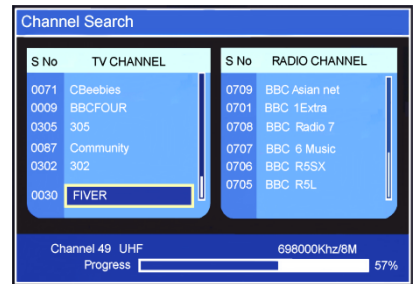 Channel Search
S No TV CHANNEL
0071 CBeebies
0009 BBCFOUR
0305 305
0087 Community
0302 302
0030 FIVER
S No RADIO CHANNEL
0709 BBC Asian net
0701 BBC 1Extra
0708 BBC Radio 7
0707 BBC 6 Music
0706 BBC R5SX
0705 BBC R5L
Channel 49 UHF 698000Khz/8M
Progress 57%